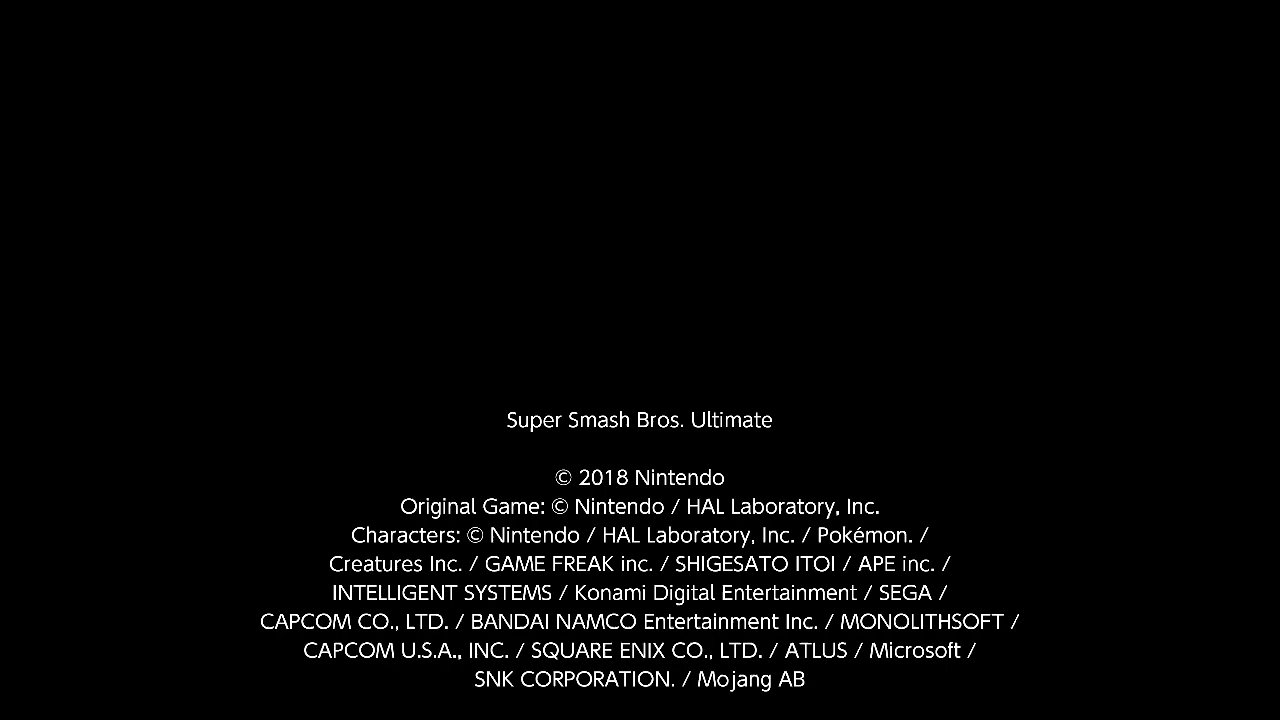 Super Smash Bros. Ultimate
© 2018 Nintendo
Original Game: © Nintendo / HAL Laboratory, Inc.
Characters: © Nintendo / HAL Laboratory, Inc. / Pokémon. /
Creatures Inc. / GAME FREAK inc. / SHIGESATO ITOI / APE inc. /
INTELLIGENT SYSTEMS / Konami Digital Entertainment / SEGA /
CAPCOM CO., LTD. / BANDAI NAMCO Entertainment Inc. / MONOLITHSOFT /
CAPCOM U.S.A., INC. / SQUARE ENIX CO., LTD. / ATLUS / Microsoft /
SNK CORPORATION. / Mojang AB